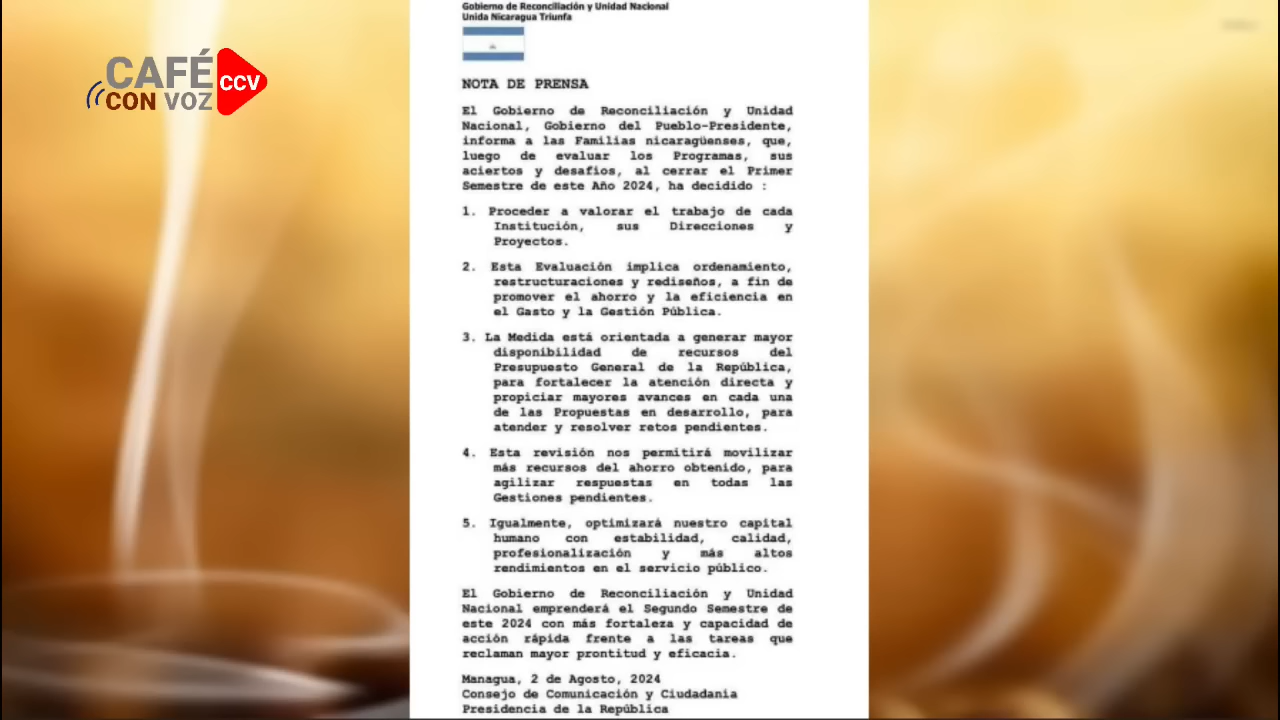 CAFÉ
CON VOZ
CCV
Gobierno de Reconciliación y Unidad Nacional
Unida Nicaragua Triunfa
NOTA DE PRENSA
El Gobierno de Reconciliación y Unidad
Nacional, Gobierno del Pueblo-Presidente,
informa a las Familias nicaragüenses, que,
luego de evaluar los Programas, sus
aciertos y desafíos, al cerrar el Primer
Semestre de este Año 2024, ha decidido :
1. Proceder a valorar el trabajo de cada
Institución, sus Direcciones y
Proyectos.
2. Esta Evaluación implica ordenamiento,
restructuraciones y rediseños, a fin de
promover el ahorro y la eficiencia en
el Gasto y la Gestión Pública.
3. La Medida está orientada a generar mayor
disponibilidad de recursos del
Presupuesto General de la República,
para fortalecer la atención directa y
propiciar mayores avances en cada una
de las Propuestas en desarrollo, para
atender y resolver retos pendientes.
4. Esta revisión nos permitirá movilizar
más recursos del ahorro obtenido, para
agilizar respuestas en todas las
Gestiones pendientes.
5. Igualmente, optimizará nuestro capital
humano con estabilidad, calidad,
profesionalización y más altos
rendimientos en el servicio público.
El Gobierno de Reconciliación y Unidad
Nacional emprenderá el Segundo Semestre de
este 2024 con más fortaleza y capacidad de
acción rápida frente a las tareas que
reclaman mayor prontitud y eficacia.
Managua, 2 de Agosto, 2024
Consejo de Comunicación y Ciudadanía
Presidencia de la República